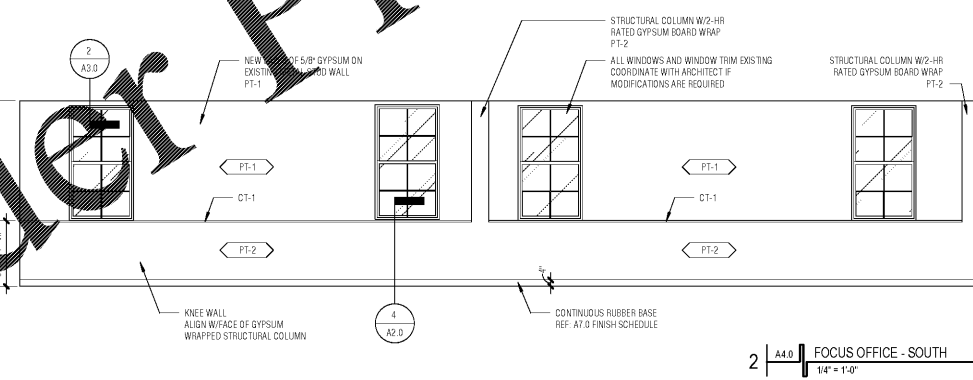 STRUCTURAL COLUMN W/2-HR
RATED GYPSUM BOARD WRAP
PT-2
2
A3.0
NEW OF 5/8" GYPSUM ON
EXISTING STUD WALL
PT-1
ALL WINDOWS AND WINDOW TRIM EXISTING
COORDINATE WITH ARCHITECT IF
MODIFICATIONS ARE REQUIRED
STRUCTURAL COLUMN W/2-HR
RATED GYPSUM BOARD WRAP
PT-2
PT-1
PT-1
CT-1
CT-1
PT-2
PT-2
KNEE WALL
ALIGN W/FACE OF GYPSUM
WRAPPED STRUCTURAL COLUMN
4
A2.0
CONTINUOUS RUBBER BASE
REF: A7.0 FINISH SCHEDULE
2
A4.0
FOCUS OFFICE - SOUTH
1/4" = 1'-0"